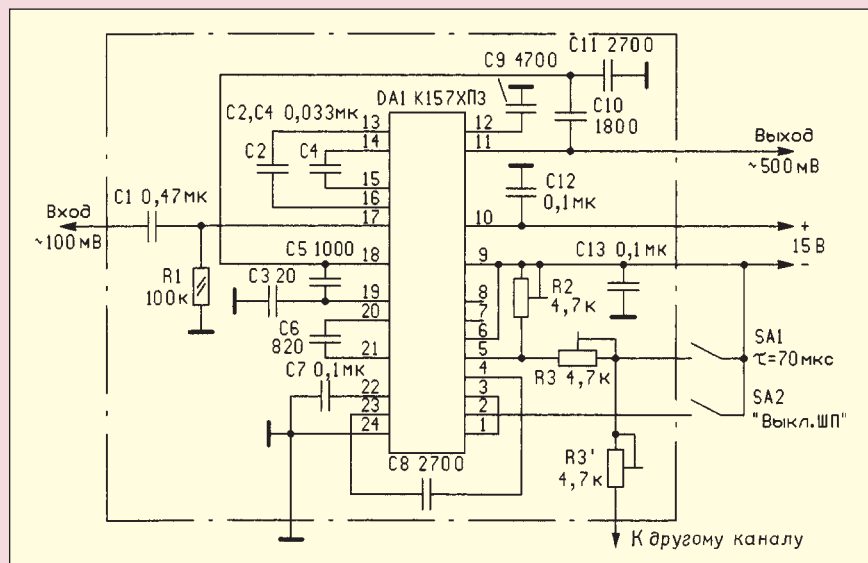 C11 2700
C9 4700
DA1 К157ХП3
C2,C4 0,033мк
13
14
15
16
17
18
19
20
21
22
23
24
12
11
10
9
8
7
6
5
4
3
2
1
C10
1800
Выход
~500мВ
C2
C4
C12
0,1мк
C1 0,47мк
Вход
~100мВ
+
15В
–
C5 1000
C13 0,1мк
R1
100к
C3 20
R2
4,7к
C6
820
SA1
τ=70мкс
C7 0,1мк
R3 4,7к
SA2
"Выкл.ШП"
C8 2700
R3'
4,7к
К другому каналу